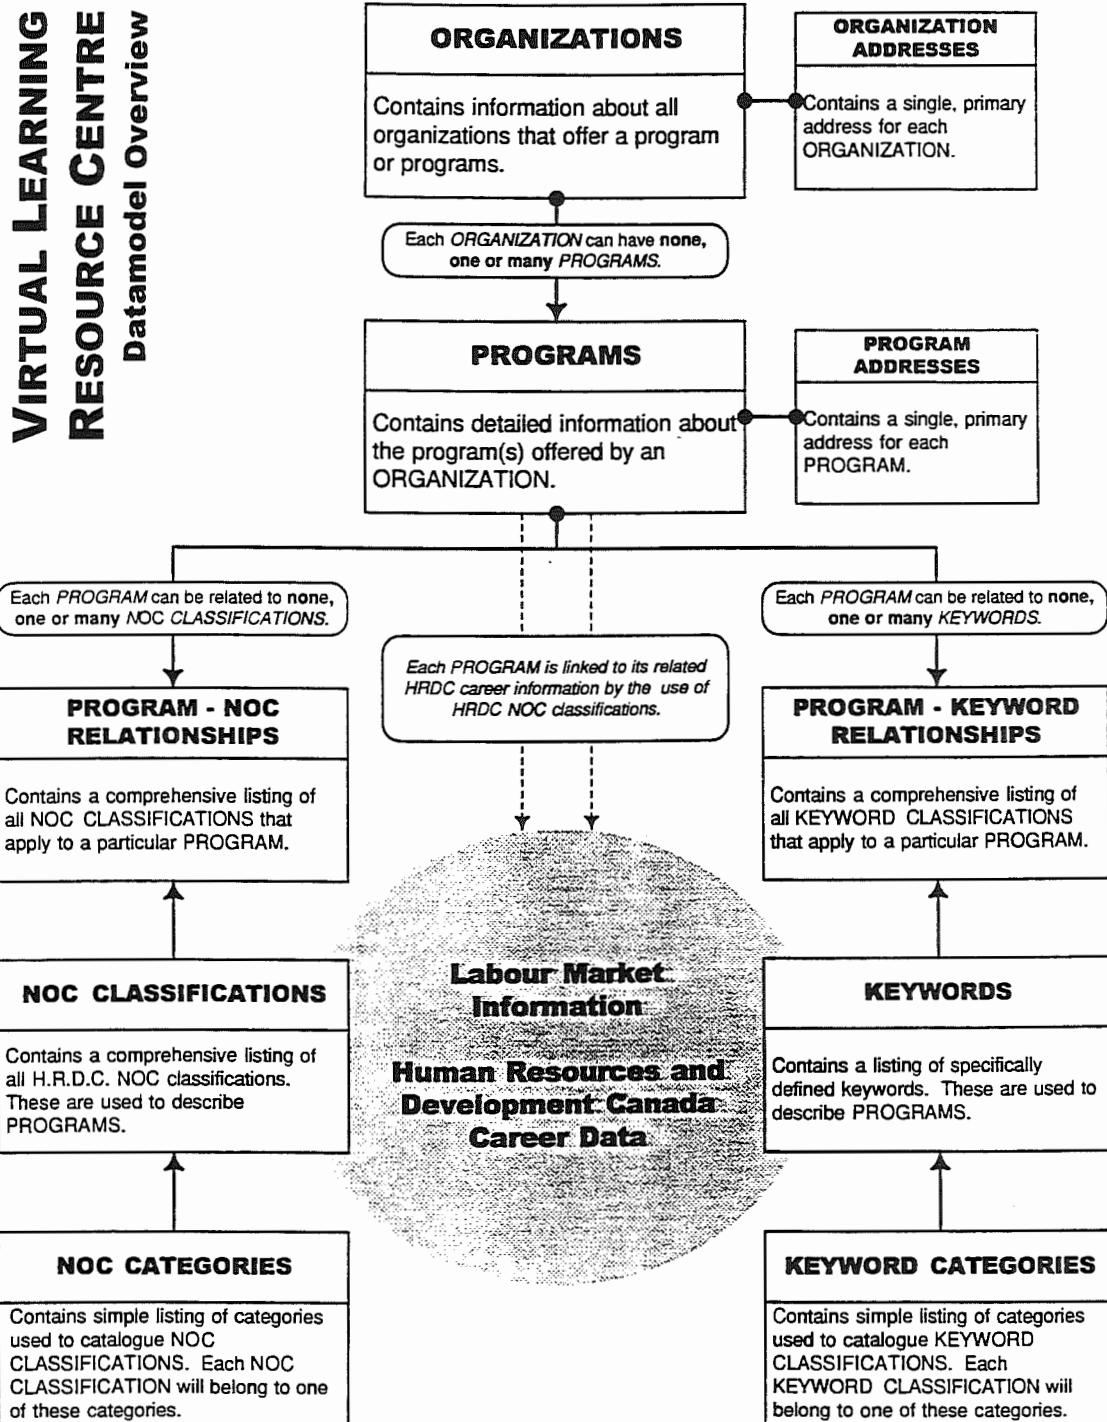 VIRTUAL LEARNING
RESOURCE CENTRE
Datamodel Overview
ORGANIZATIONS
Contains information about all
organizations that offer a program
or programs.
ORGANIZATION
ADDRESSES
Contains a single, primary
address for each
ORGANIZATION.
Each ORGANIZATION can have none,
one or many PROGRAMS.
PROGRAMS
Contains detailed information about
the program(s) offered by an
ORGANIZATION.
PROGRAM
ADDRESSES
Contains a single, primary
address for each
PROGRAM.
Each PROGRAM can be related to none,
one or many NOC CLASSIFICATIONS.
Each PROGRAM is linked to its related
HRDC career information by the use of
HRDC NOC classifications.
Each PROGRAM can be related to none,
one or many KEYWORDS.
PROGRAM - NOC
RELATIONSHIPS
Contains a comprehensive listing of
all NOC CLASSIFICATIONS that
apply to a particular PROGRAM.
PROGRAM - KEYWORD
RELATIONSHIPS
Contains a comprehensive listing of
all KEYWORD CLASSIFICATIONS
that apply to a particular PROGRAM.
NOC CLASSIFICATIONS
Contains a comprehensive listing of
all H.R.D.C. NOC classifications.
These are used to describe
PROGRAMS.
Labour Market
Information
Human Resources and
Development Canada
Career Data
KEYWORDS
Contains a listing of specifically
defined keywords. These are used to
describe PROGRAMS.
NOC CATEGORIES
Contains simple listing of categories
used to catalogue NOC
CLASSIFICATIONS. Each NOC
CLASSIFICATION will belong to one
of these categories.
KEYWORD CATEGORIES
Contains simple listing of categories
used to catalogue KEYWORD
CLASSIFICATIONS. Each
KEYWORD CLASSIFICATION will
belong to one of these categories.